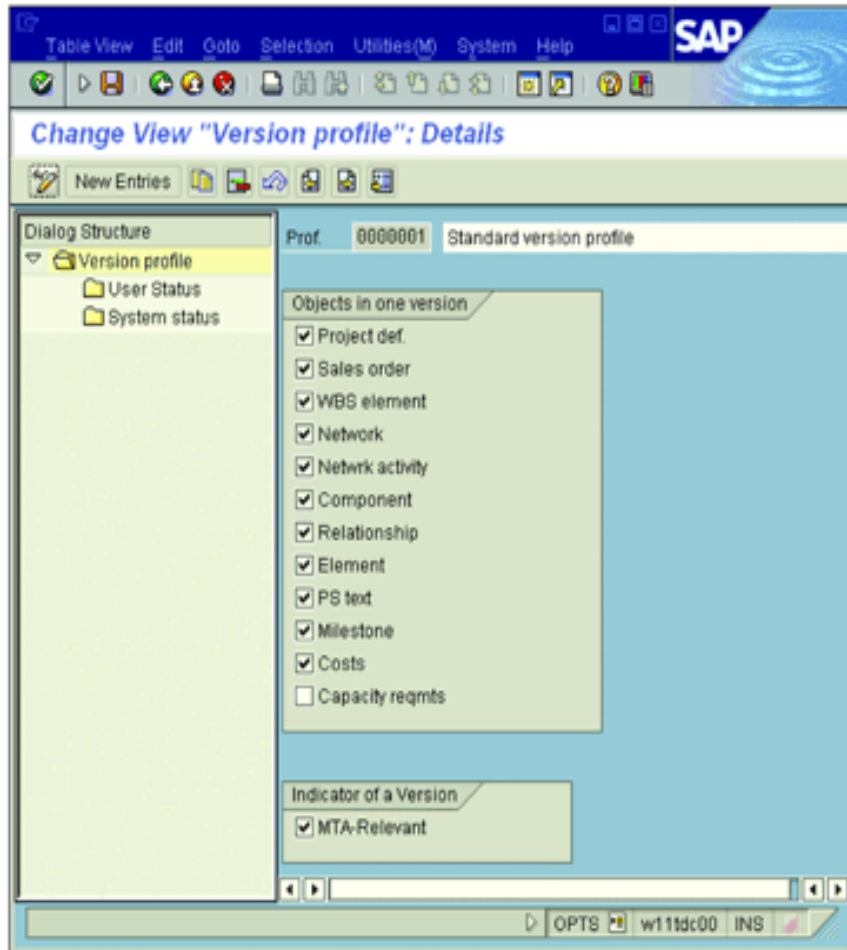 Table View Edit Goto Selection Utilities(M) System Help
SAP
Change View "Version profile": Details
New Entries
Dialog Structure
Version profile
User Status
System status
Prof. 0000001 Standard version profile
Objects in one version
Project def.
Sales order
WBS element
Network
Netwrk activity
Component
Relationship
Element
PS text
Milestone
Costs
Capacity reqmts
Indicator of a Version
MTA-Relevant
OPTS w11tdc00 INS